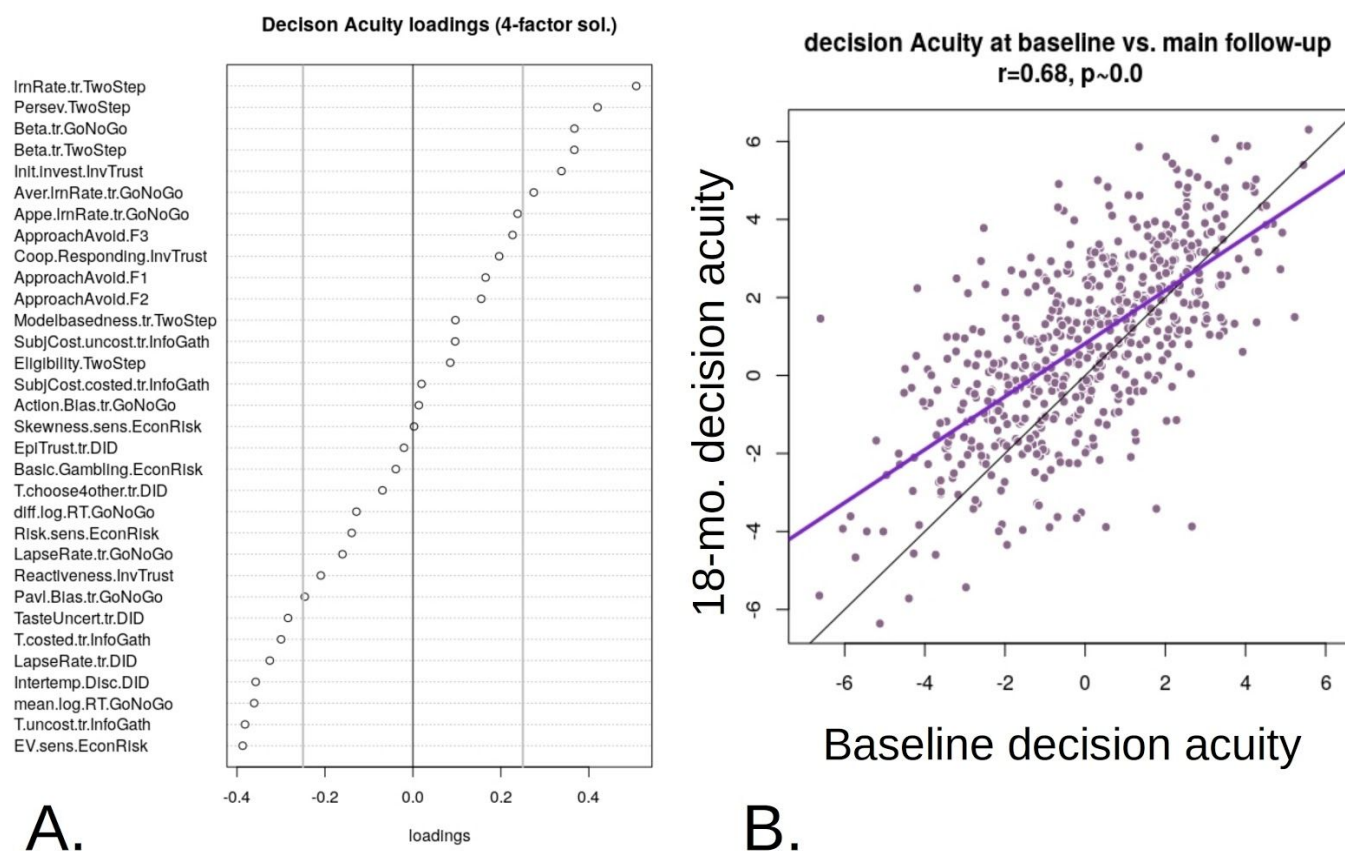 Decison Acuity loadings (4-factor sol.)
lrnRate.tr.TwoStep
Persev.TwoStep
Beta.tr.GoNoGo
Beta.tr.TwoStep
Init.invest.InvTrust
Aver.lrnRate.tr.GoNoGo
Appe.lrnRate.tr.GoNoGo
ApproachAvoid.F3
Coop.Responding.InvTrust
ApproachAvoid.F1
ApproachAvoid.F2
Modelbasedness.tr.TwoStep
SubjCost.uncost.tr.InfoGath
Eligibility.TwoStep
SubjCost.costed.tr.InfoGath
Action.Bias.tr.GoNoGo
Skewness.sens.EconRisk
EpiTrust.tr.DID
Basic.Gambling.EconRisk
T.choose4other.tr.DID
diff.log.RT.GoNoGo
Risk.sens.EconRisk
LapseRate.tr.GoNoGo
Reactiveness.InvTrust
Pavl.Bias.tr.GoNoGo
TasteUncert.tr.DID
T.costed.tr.InfoGath
LapseRate.tr.DID
Intertemp.Disc.DID
mean.log.RT.GoNoGo
T.uncost.tr.InfoGath
EV.sens.EconRisk
-0.4 -0.2 0.0 0.2 0.4
loadings
A.
decision Acuity at baseline vs. main follow-up
r=0.68, p~0.0
18-mo. decision acuity
6
4
2
0
-2
-4
-6
-6 -4 -2 0 2 4 6
Baseline decision acuity
B.